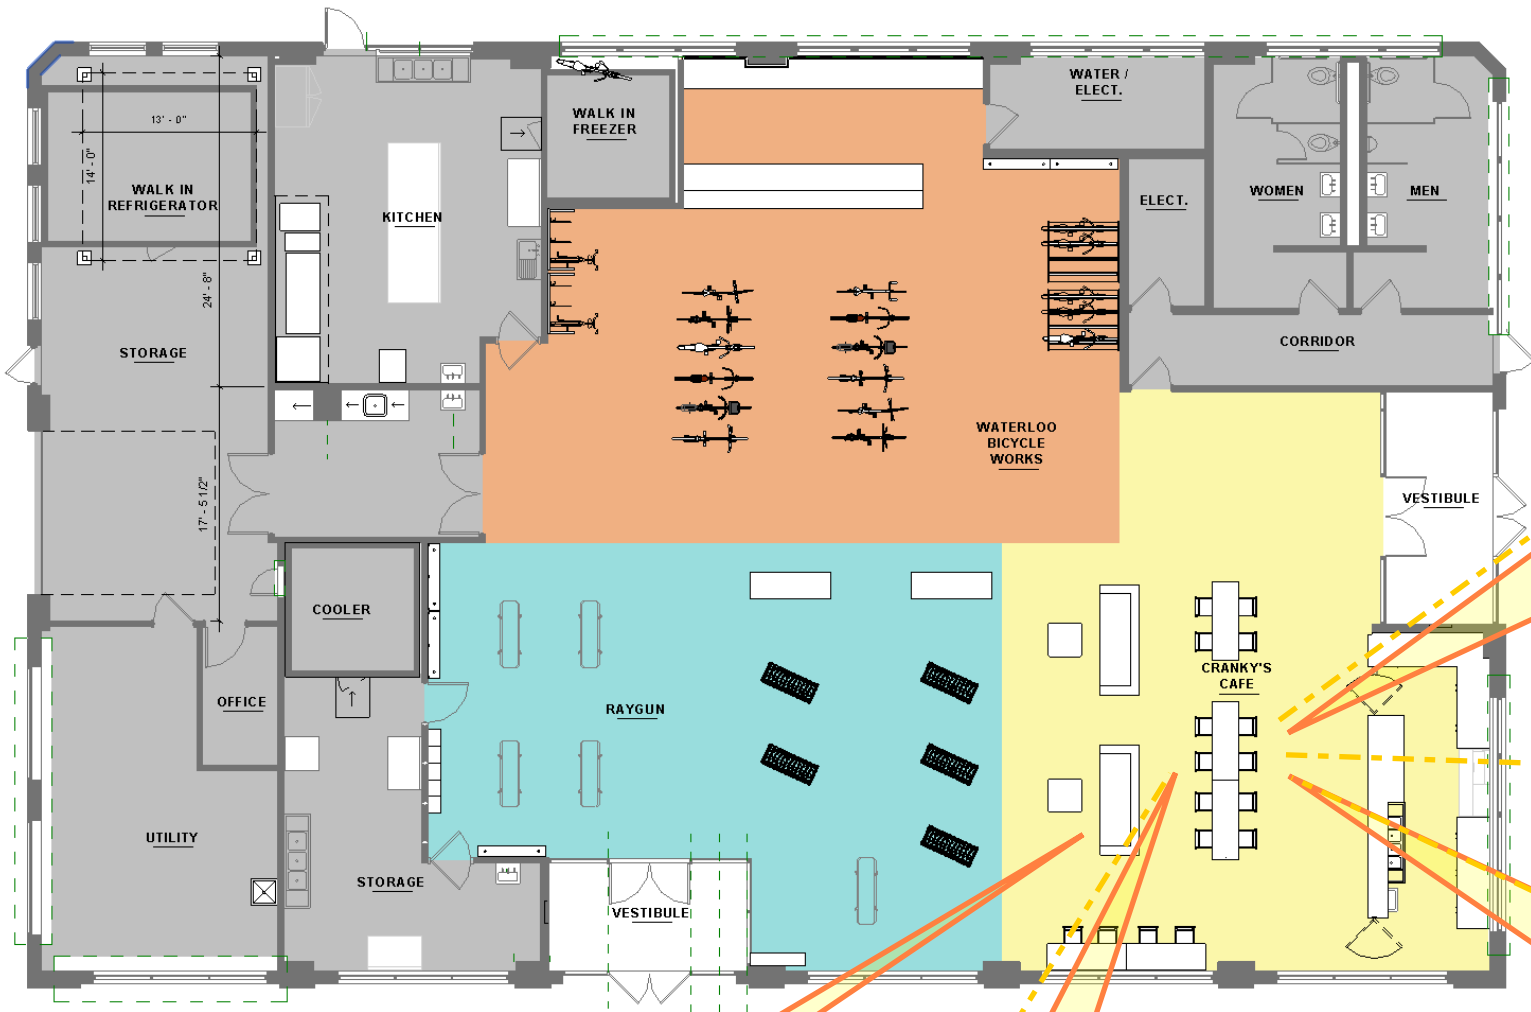 WATER /
ELECT.
WALK IN
FREEZER
13' - 0"
14' - 0"
WALK IN
REFRIGERATOR
KITCHEN
ELECT.
WOMEN
MEN
24' - 8"
STORAGE
CORRIDOR
WATERLOO
BICYCLE
WORKS
17' - 5 1/2"
VESTIBULE
COOLER
CRANKY'S
CAFE
OFFICE
RAYGUN
UTILITY
STORAGE
VESTIBULE